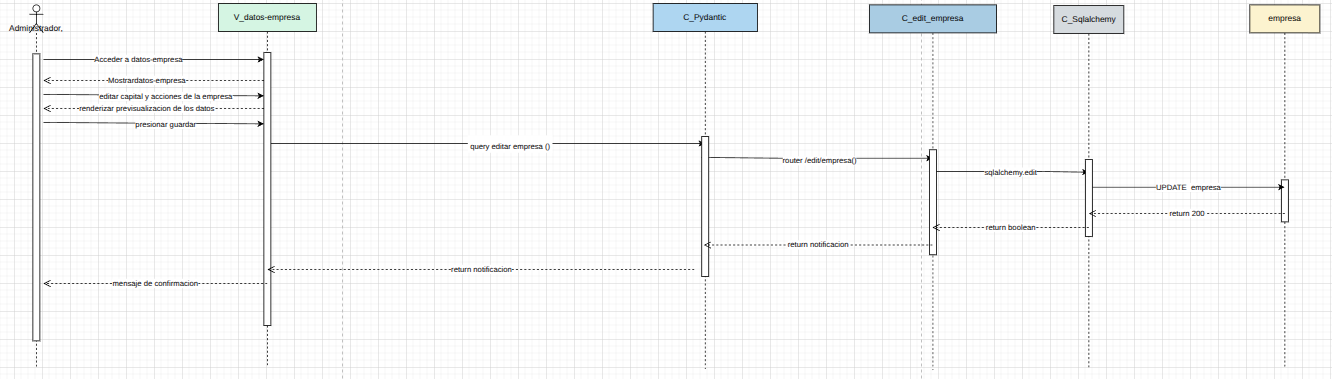 Administrador,
V_datos-empresa
C_Pydantic
C_edit_empresa
C_Sqlalchemy
empresa
Acceder a datos-empresa
Mostrardatos-empresa
editar capital y acciones de la empresa
renderizar previsualizacion de los datos
presionar guardar
query editar empresa ()
router /edit/empresa()
sqlalchemy.edit
UPDATE empresa
return 200
return boolean
return notificacion
return notificacion
mensaje de confirmacion